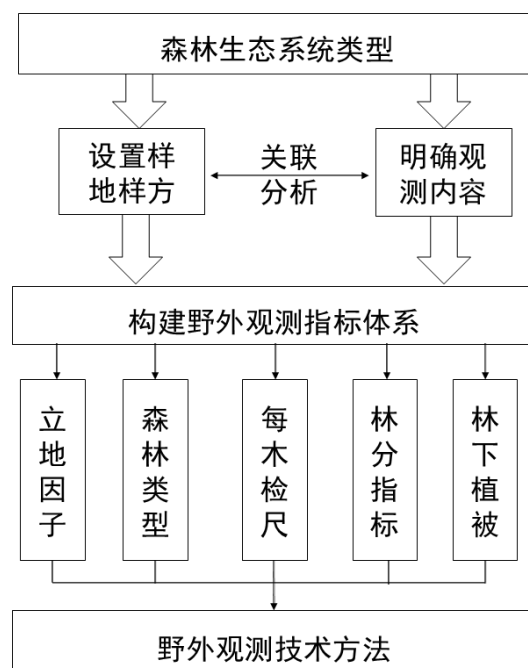 森林生态系统类型
设置样
地样方
关联
分析
明确观
测内容
构建野外观测指标体系
立地因子
森林类型
每木检尺
林分指标
林下植被
野外观测技术方法